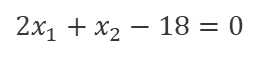 2x₁ + x₂ − 18 = 0